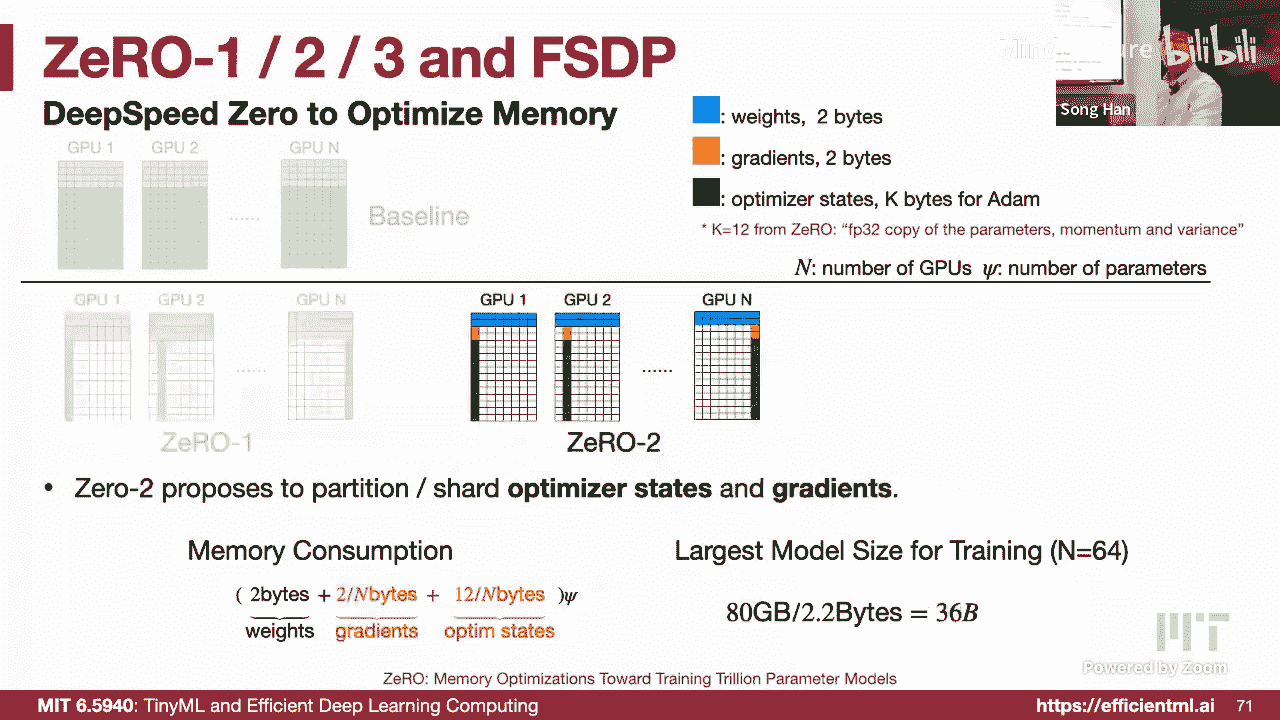 ZeRO-1 / 2 / 3 and FSDP
bilibili
Song Han
DeepSpeed Zero to Optimize Memory
: weights, 2 bytes
: gradients, 2 bytes
: optimizer states, K bytes for Adam
* K=12 from ZeRO: “fp32 copy of the parameters, momentum and variance”
N: number of GPUs ψ: number of parameters
GPU 1 GPU 2 GPU N
...... Baseline
GPU 1 GPU 2 GPU N
......
ZeRO-1
GPU 1 GPU 2 GPU N
......
ZeRO-2
• Zero-2 proposes to partition / shard optimizer states and gradients.
Memory Consumption
( 2bytes + 2/Nbytes + 12/Nbytes )ψ
weights gradients optim states
Largest Model Size for Training (N=64)
80GB/2.2Bytes = 36B
MIT
Powered by Zoom
ZeRO: Memory Optimizations Toward Training Trillion Parameter Models
MIT 6.5940: TinyML and Efficient Deep Learning Computing
https://efficientml.ai 71